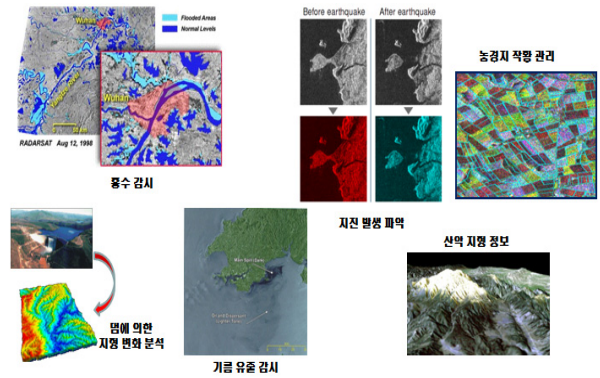 Flooded Areas
Normal Levels
Wuhan
Wuhan
RADARSAT Aug 12, 1998
홍수 감시
Before earthquake
After earthquake
지진 발생 파악
농경지 작황 관리
댐에 의한
지형 변화 분석
기름 유출 감시
산악 지형 정보